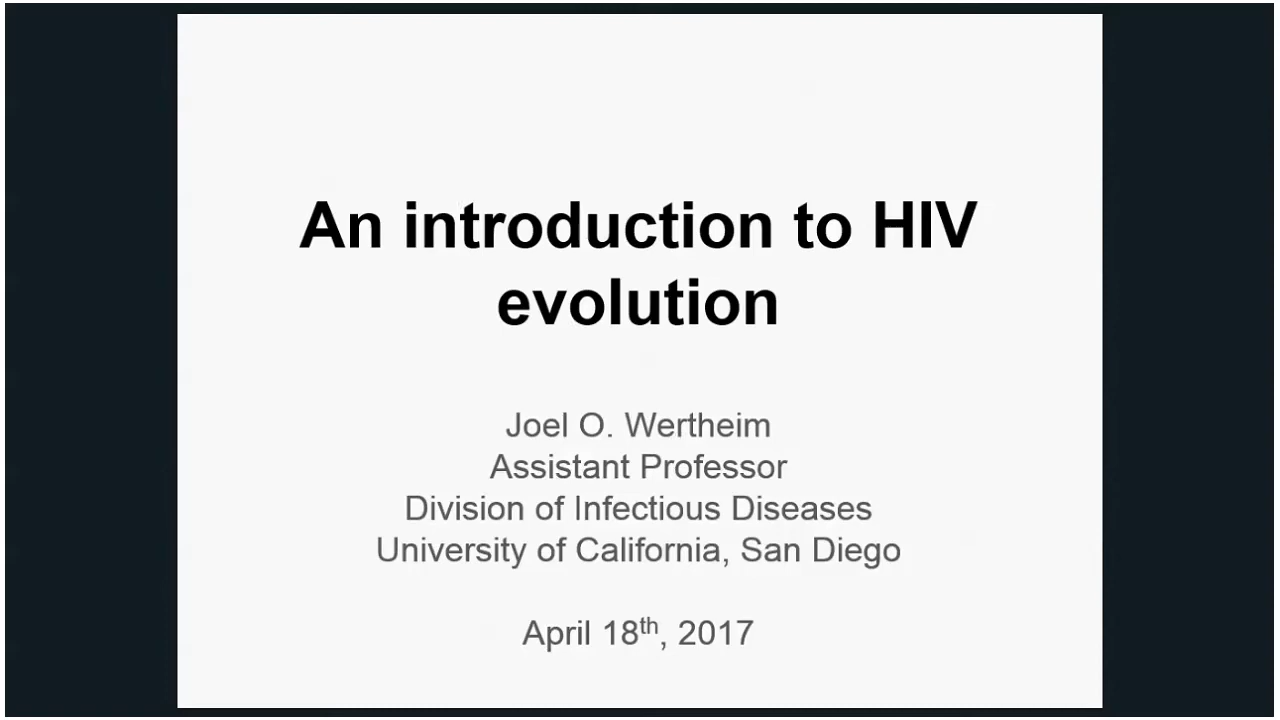 An introduction to HIV
evolution
Joel O. Wertheim
Assistant Professor
Division of Infectious Diseases
University of California, San Diego
April 18th, 2017